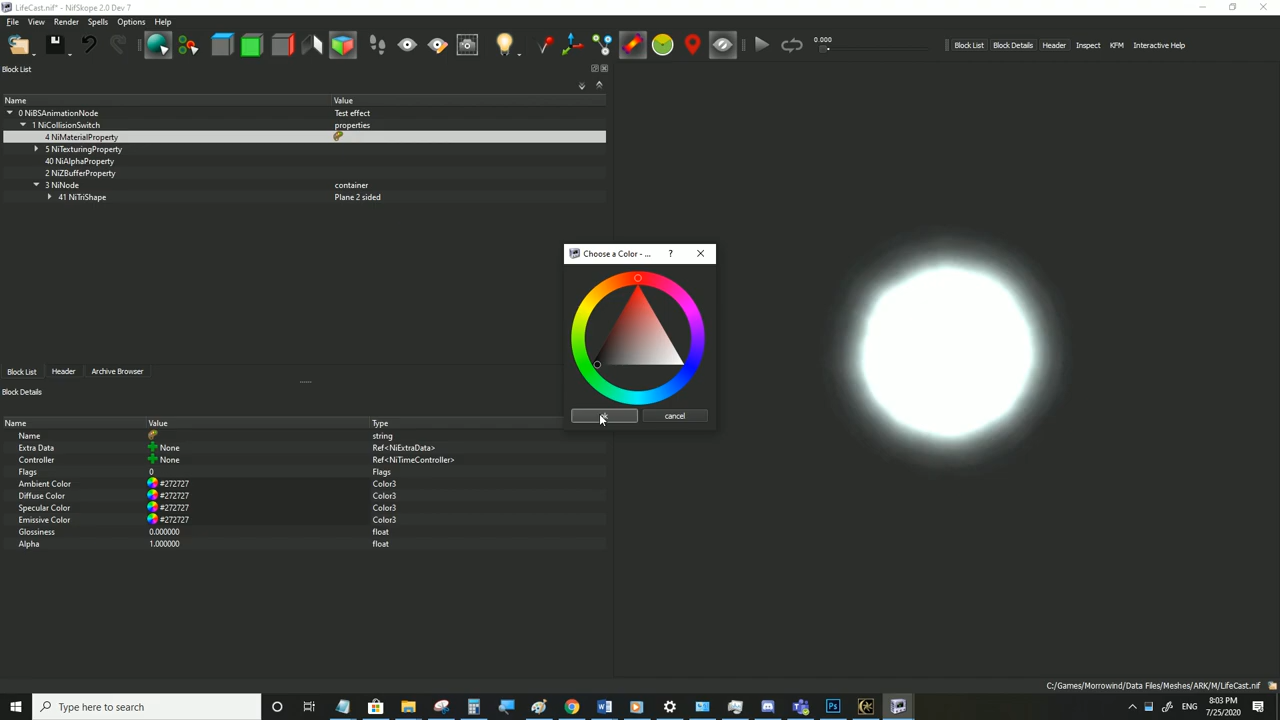 LifeCast.nif* - NifSkope 2.0 Dev 7
File View Render Spells Options Help
0.000
Block List Block Details Header Inspect KFM Interactive Help
Block List
Name Value
0 NiBSAnimationNode Test effect
1 NiCollisionSwitch properties
4 NiMaterialProperty
5 NiTexturingProperty
40 NiAlphaProperty
2 NiZBufferProperty
3 NiNode container
41 NiTriShape Plane 2 sided
Choose a Color - ... ?
ok cancel
Block List Header Archive Browser
Block Details
Name Value Type
Name string
Extra Data None Ref<NiExtraData>
Controller None Ref<NiTimeController>
Flags 0 Flags
Ambient Color #272727 Color3
Diffuse Color #272727 Color3
Specular Color #272727 Color3
Emissive Color #272727 Color3
Glossiness 0.000000 float
Alpha 1.000000 float
C:/Games/Morrowind/Data Files/Meshes/ARK/M/LifeCast.nif
Type here to search
ENG
8:03 PM
7/25/2020